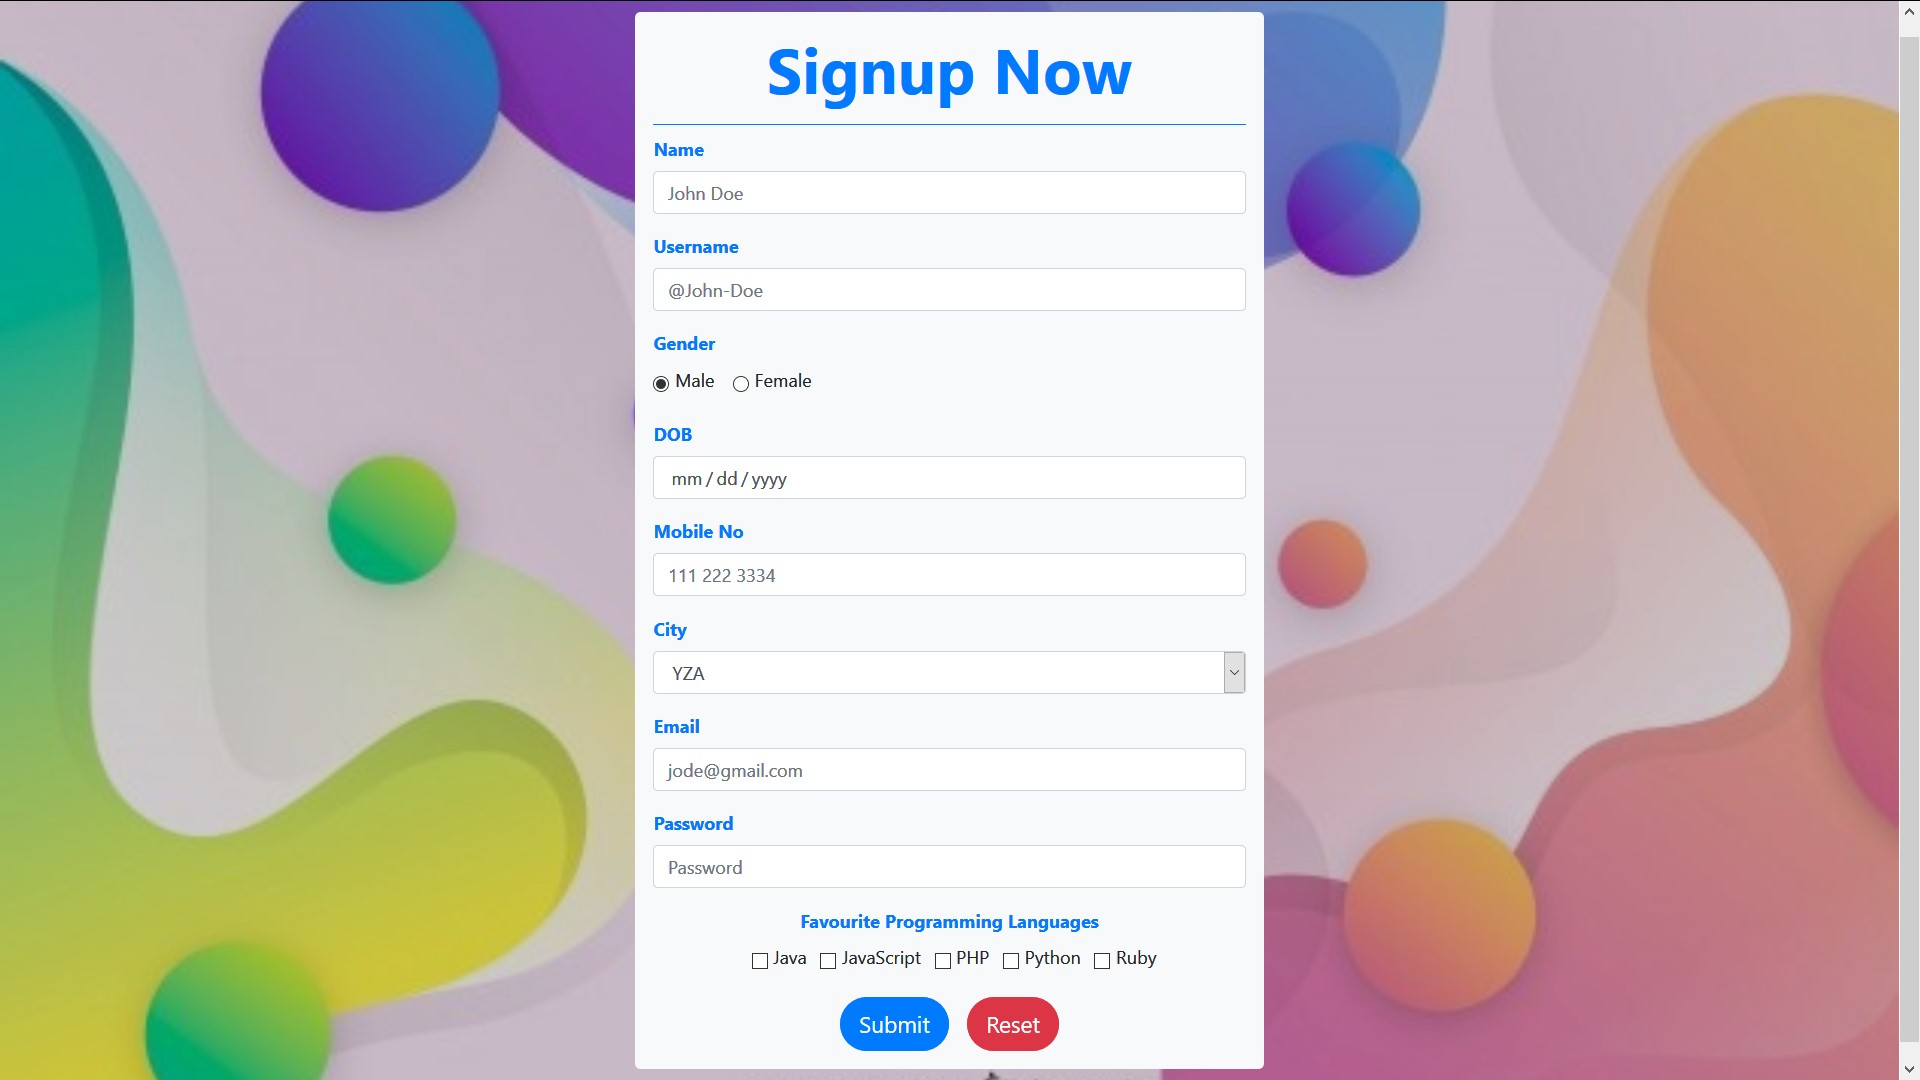 Signup Now
Name
John Doe
Username
@John-Doe
Gender
Male Female
DOB
mm / dd / yyyy
Mobile No
111 222 3334
City
YZA
Email
jode@gmail.com
Password
Password
Favourite Programming Languages
Java JavaScript PHP Python Ruby
Submit Reset